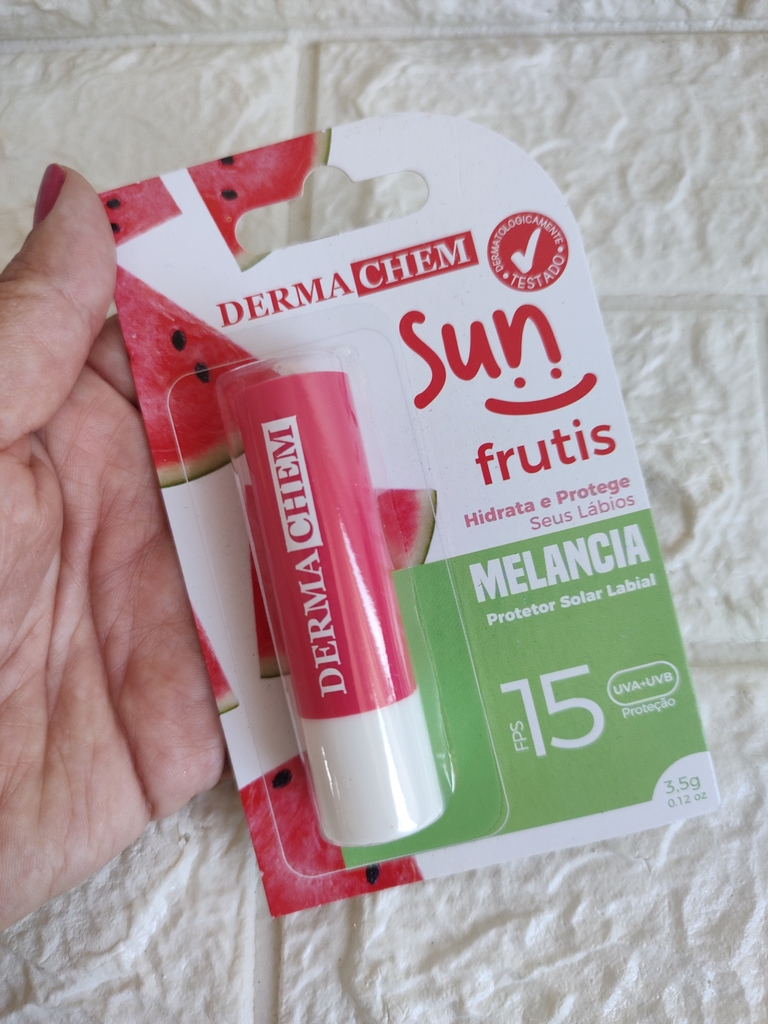 DERMACHEM
DERMATOLOGICAMENTE
TESTADO
Sun
frutis
Hidrata e Protege
Seus Lábios
MELANCIA
Protetor Solar Labial
FPS 15
UVA+UVB
Proteção
3,5g
0.12 oz
DERMACHEM